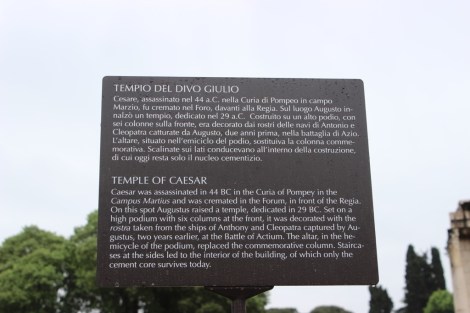 TEMPIO DEL DIVO GIULIO
Cesare, assassinato nel 44 a.C. nella Curia di Pompeo in campo
Marzio, fu cremato nel Foro, davanti alla Regia. Sul luogo Augusto in-
nalzò un tempio, dedicato nel 29 a.C. Costruito su un alto podio, con
sei colonne sulla fronte, era decorato dai rostri delle navi di Antonio e
Cleopatra catturate da Augusto, due anni prima, nella battaglia di Azio.
L'altare, situato nell'emiciclo del podio, sostituiva la colonna comme-
morativa. Scalinate sui lati conducevano all'interno della costruzione,
di cui oggi resta solo il nucleo cementizio.
TEMPLE OF CAESAR
Caesar was assassinated in 44 BC in the Curia of Pompey in the
Campus Martius and was cremated in the Forum, in front of the Regia.
On this spot Augustus raised a temple, dedicated in 29 BC. Set on a
high podium with six columns at the front, it was decorated with the
rostra taken from the ships of Anthony and Cleopatra captured by Au-
gustus, two years earlier, at the Battle of Actium. The altar, in the he-
micycle of the podium, replaced the commemorative column. Stairca-
ses at the sides led to the interior of the building, of which only the
cement core survives today.